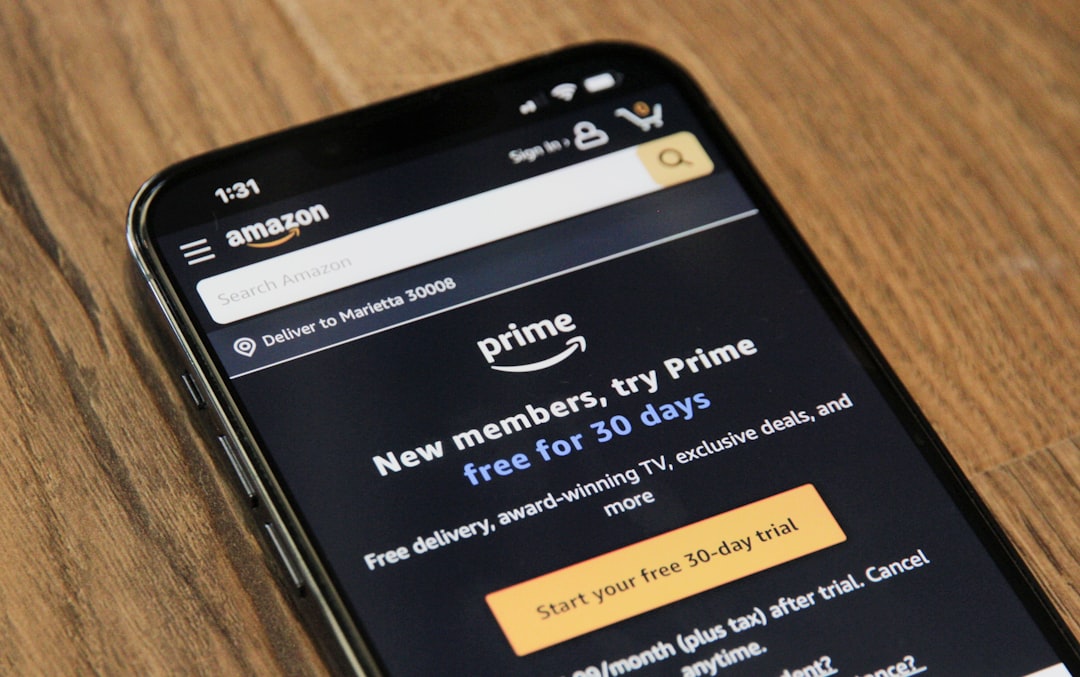 1:31
amazon
Sign in ›
0
Search Amazon
Deliver to Marietta 30008
prime
New members, try Prime
free for 30 days
Free delivery, award-winning TV, exclusive deals, and
more
Start your free 30-day trial
99/month (plus tax) after trial. Cancel
anytime.